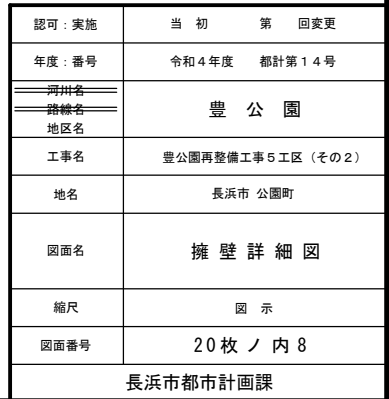 認可：実施 当 初 第 回変更
年度：番号 令和４年度 都計第１４号
河川名
路線名
地区名
豊 公 園
工事名 豊公園再整備工事５工区（その２）
地名 長浜市 公園町
図面名 擁 壁 詳 細 図
縮尺 図 示
図面番号 20枚 ノ 内 8
長浜市都市計画課